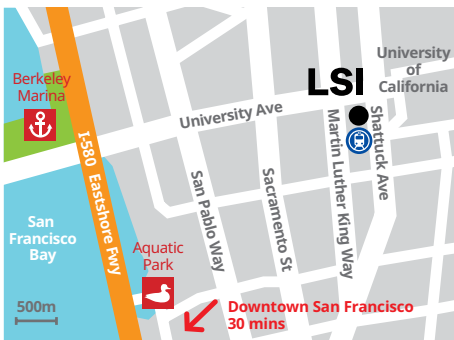 University
of
California
Berkeley
Marina
LSI
University Ave
I-580 Eastshore Fwy
San Pablo Way
Sacramento St
Martin Luther King Way
Shattuck Ave
San
Francisco
Bay
Aquatic
Park
500m
Downtown San Francisco
30 mins